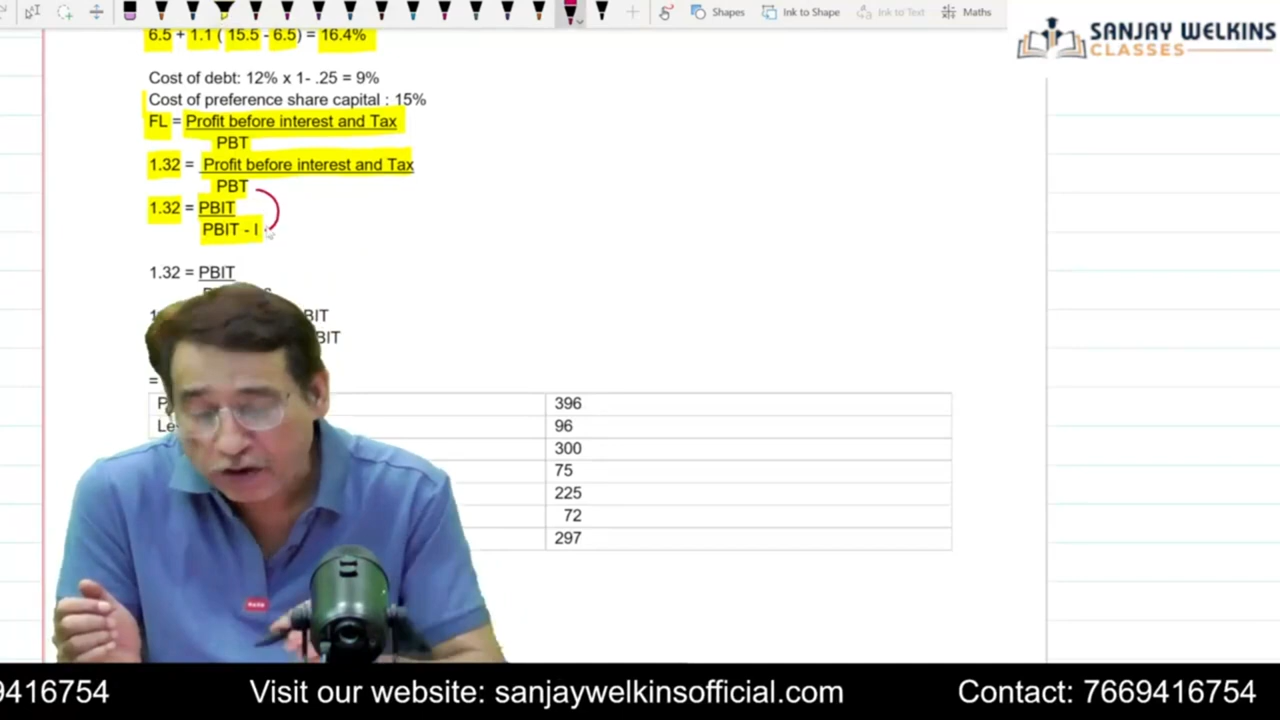 Shapes
Ink to Shape
Ink to Text
Maths
SANJAY WELKINS
CLASSES
6.5 + 1.1 ( 15.5 - 6.5) = 16.4%
Cost of debt: 12% x 1- .25 = 9%
Cost of preference share capital : 15%
FL = Profit before interest and Tax
PBT
1.32 = Profit before interest and Tax
PBT
1.32 = PBIT
PBIT - I
1.32 = PBIT
396
96
300
75
225
72
297
9416754
Visit our website: sanjaywelkinsofficial.com
Contact: 7669416754